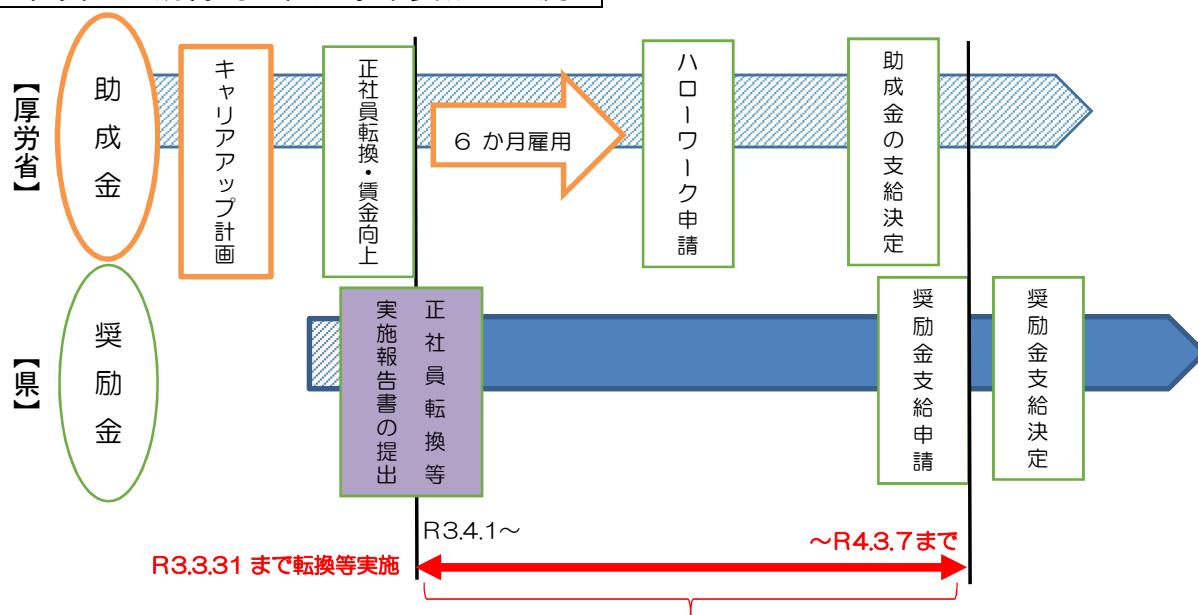 【厚労省】
助成金
キャリアアップ計画
正社員転換・賃金向上
6 か月雇用
ハローワーク申請
助成金の支給決定
【県】
奨励金
正社員転換等
実施報告書の提出
奨励金支給申請
奨励金支給決定
R3.4.1～
～R4.3.7まで
R3.3.31 まで転換等実施